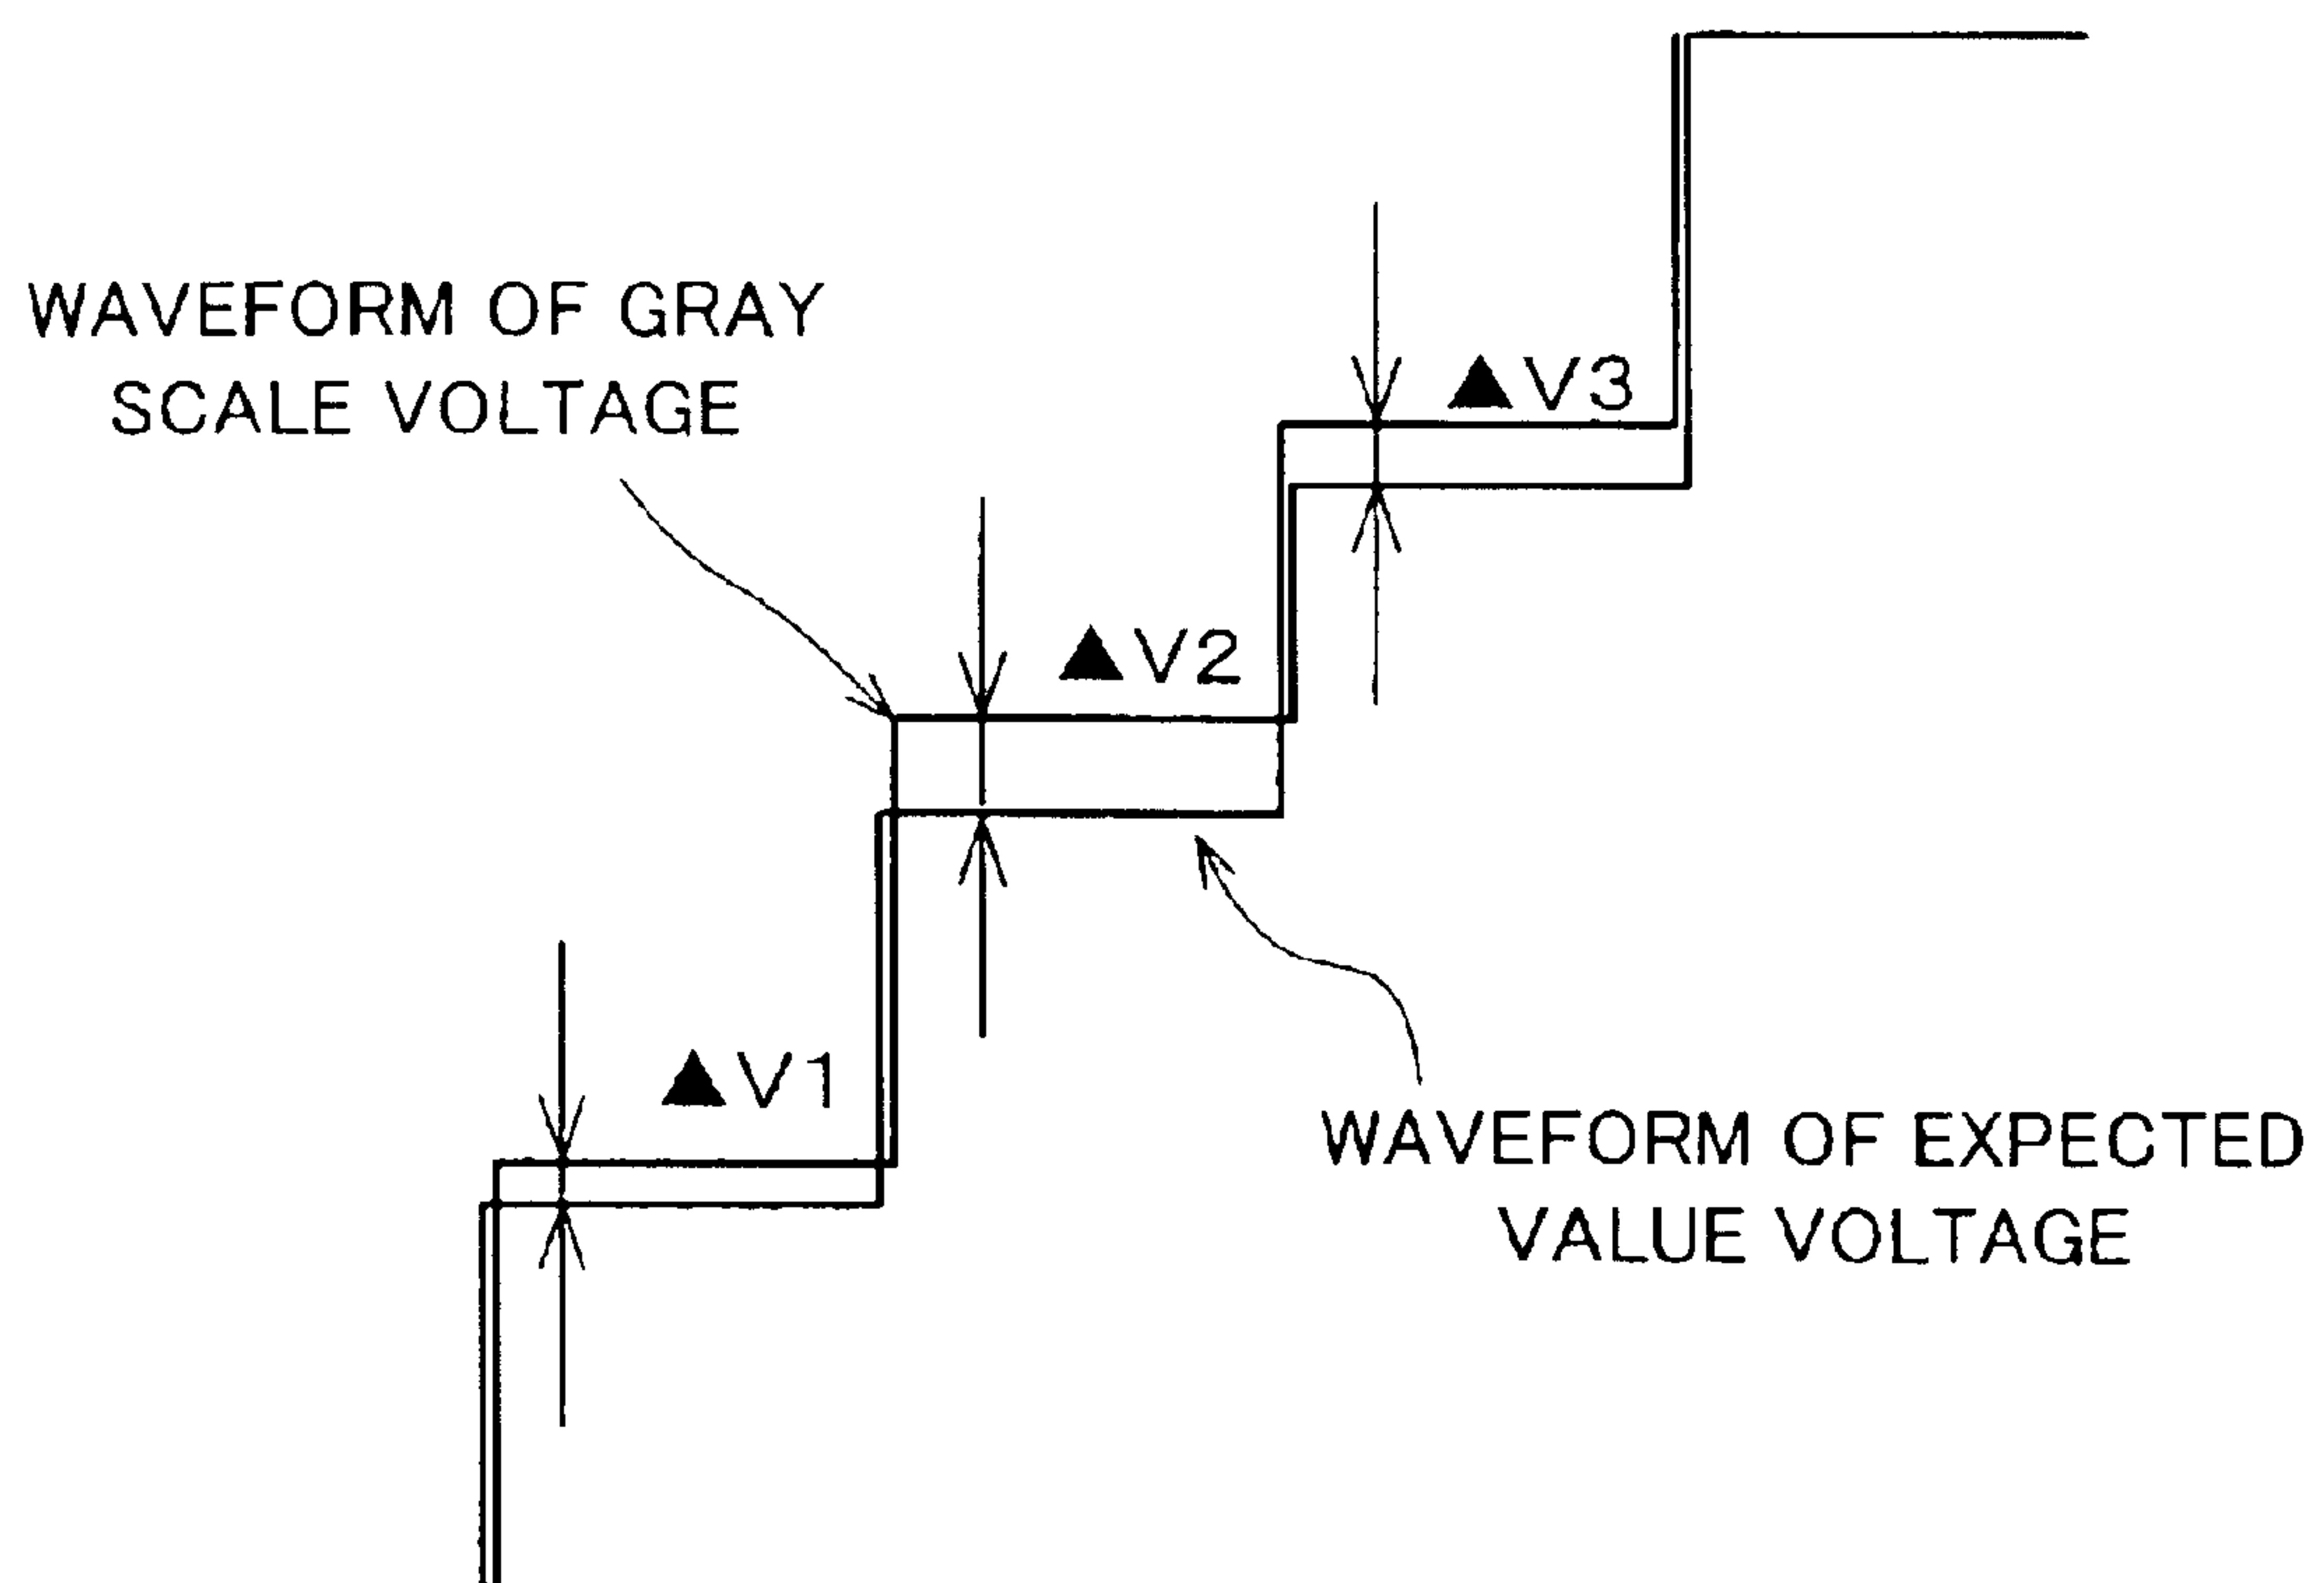 WAVEFORM OF GRAY
SCALE VOLTAGE
▲V3
▲V2
▲V1
WAVEFORM OF EXPECTED
VALUE VOLTAGE